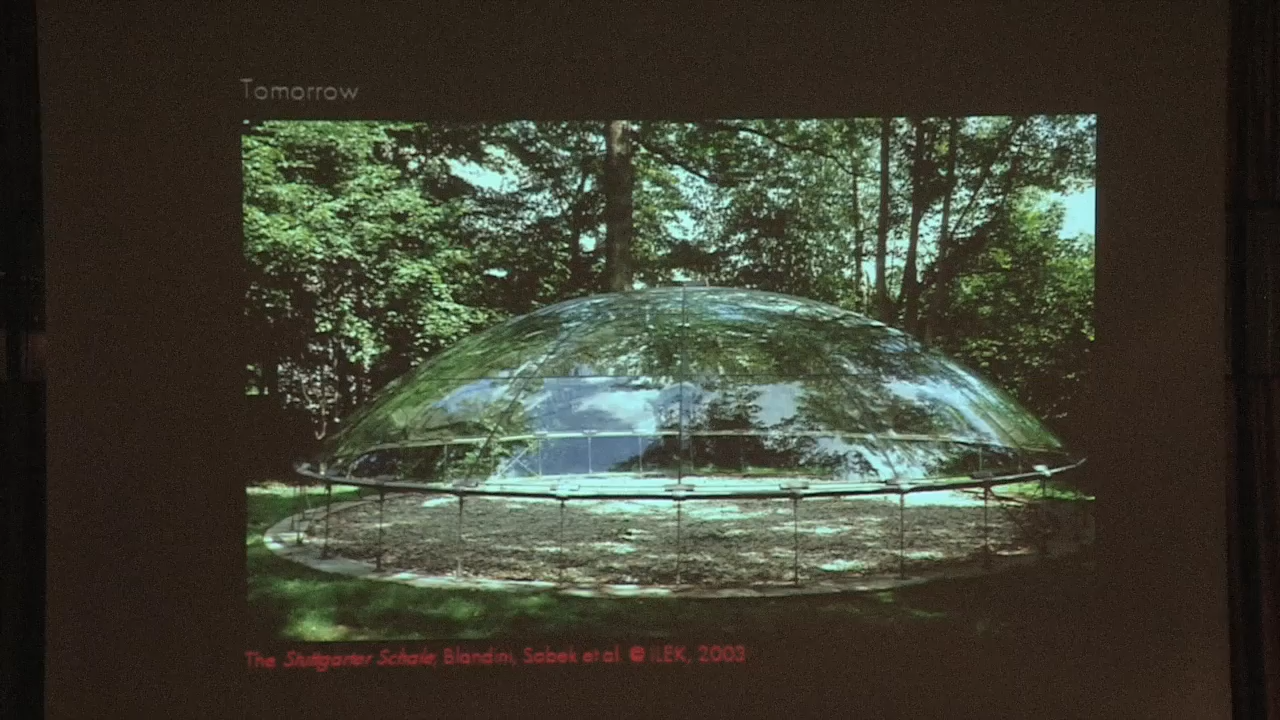 Tomorrow
The Stuttgarter Schale, Blandini, Sobek et al. © ILEK, 2003